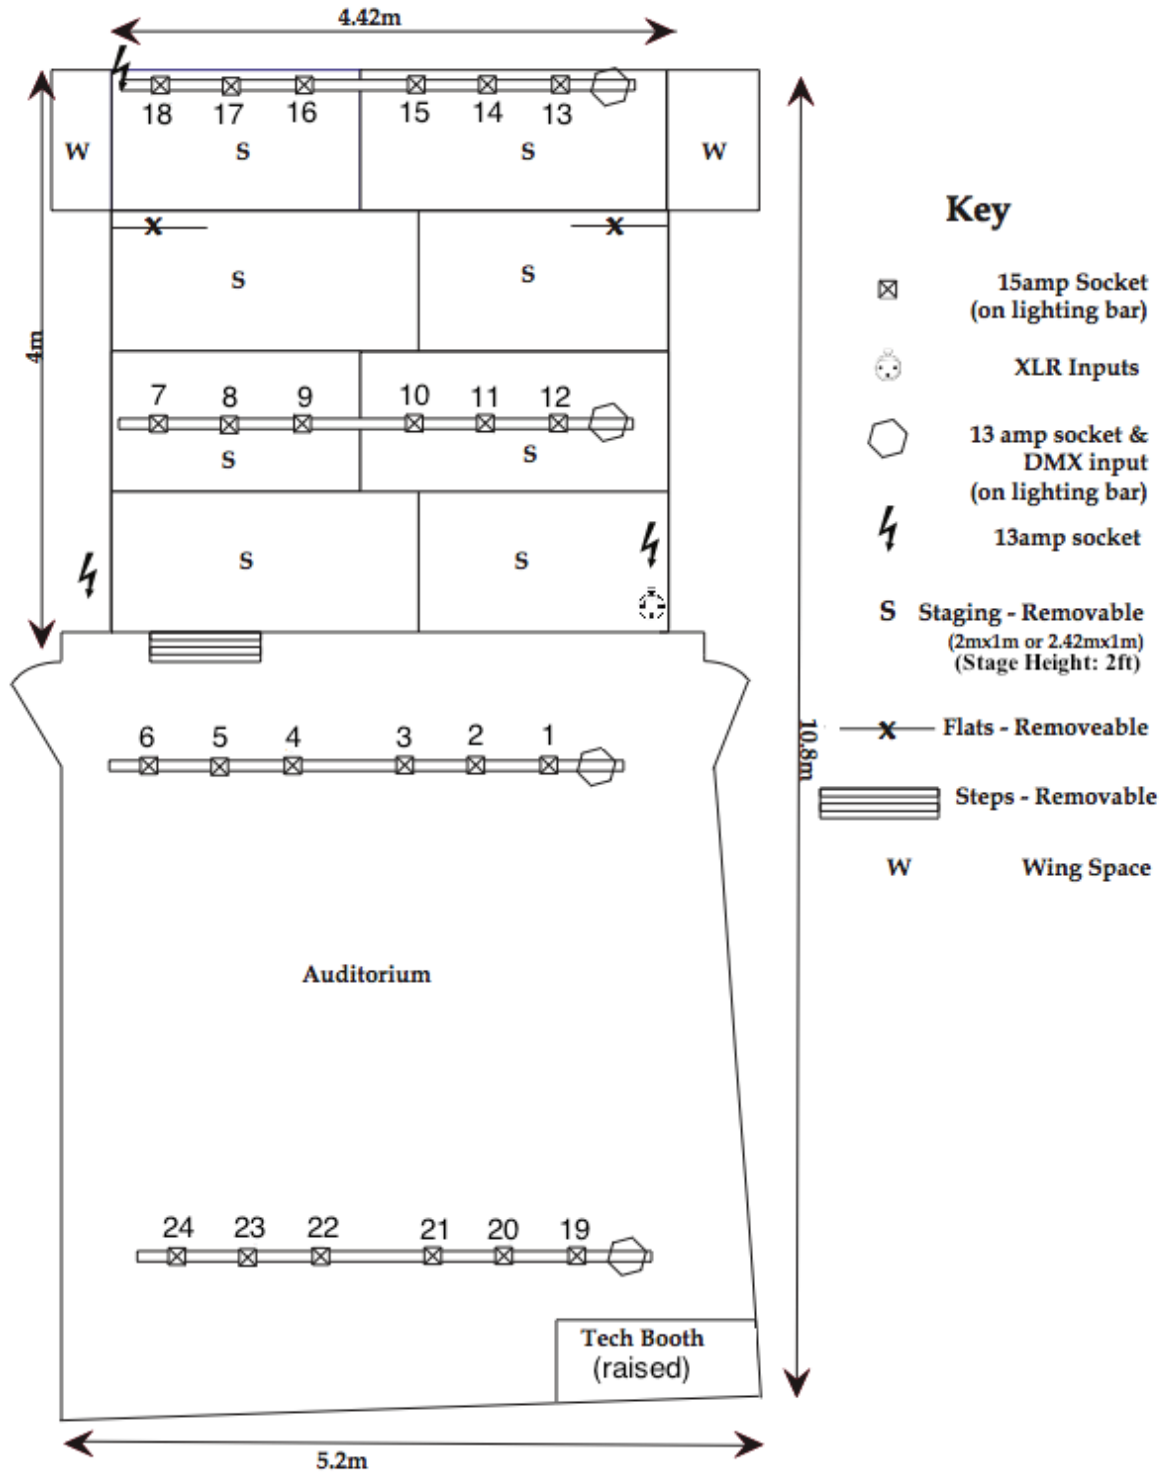 4.42m
18 17 16 15 14 13
W S S W
x x
S S
4m
7 8 9 10 11 12
S S
S S
6 5 4 3 2 1
10.8m
Auditorium
24 23 22 21 20 19
Tech Booth
(raised)
5.2m
Key
15amp Socket
(on lighting bar)
XLR Inputs
13 amp socket &
DMX input
(on lighting bar)
13amp socket
S Staging - Removable
(2mx1m or 2.42mx1m)
(Stage Height: 2ft)
x Flats - Removeable
Steps - Removable
W Wing Space